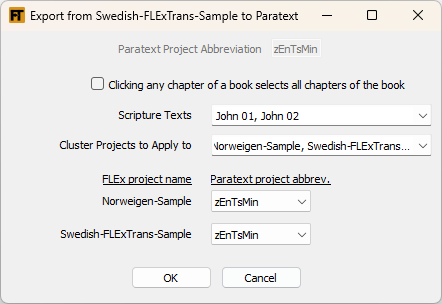 FT Export from Swedish-FLExTrans-Sample to Paratext
Paratext Project Abbreviation zEnTsMin
Clicking any chapter of a book selects all chapters of the book
Scripture Texts John 01, John 02
Cluster Projects to Apply to Norweigen-Sample, Swedish-FLExTrans...
FLEx project name Paratext project abbrev.
Norweigen-Sample zEnTsMin
Swedish-FLExTrans-Sample zEnTsMin
OK Cancel